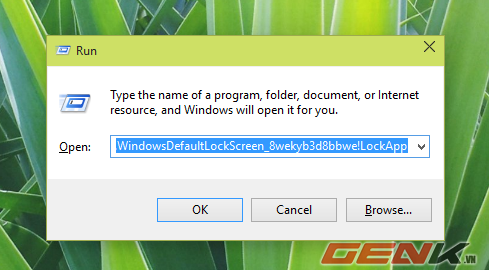 Run
Type the name of a program, folder, document, or Internet
resource, and Windows will open it for you.
Open: WindowsDefaultLockScreen_8wekyb3d8bbwe!LockApp
OK Cancel Browse...
GENK.VN